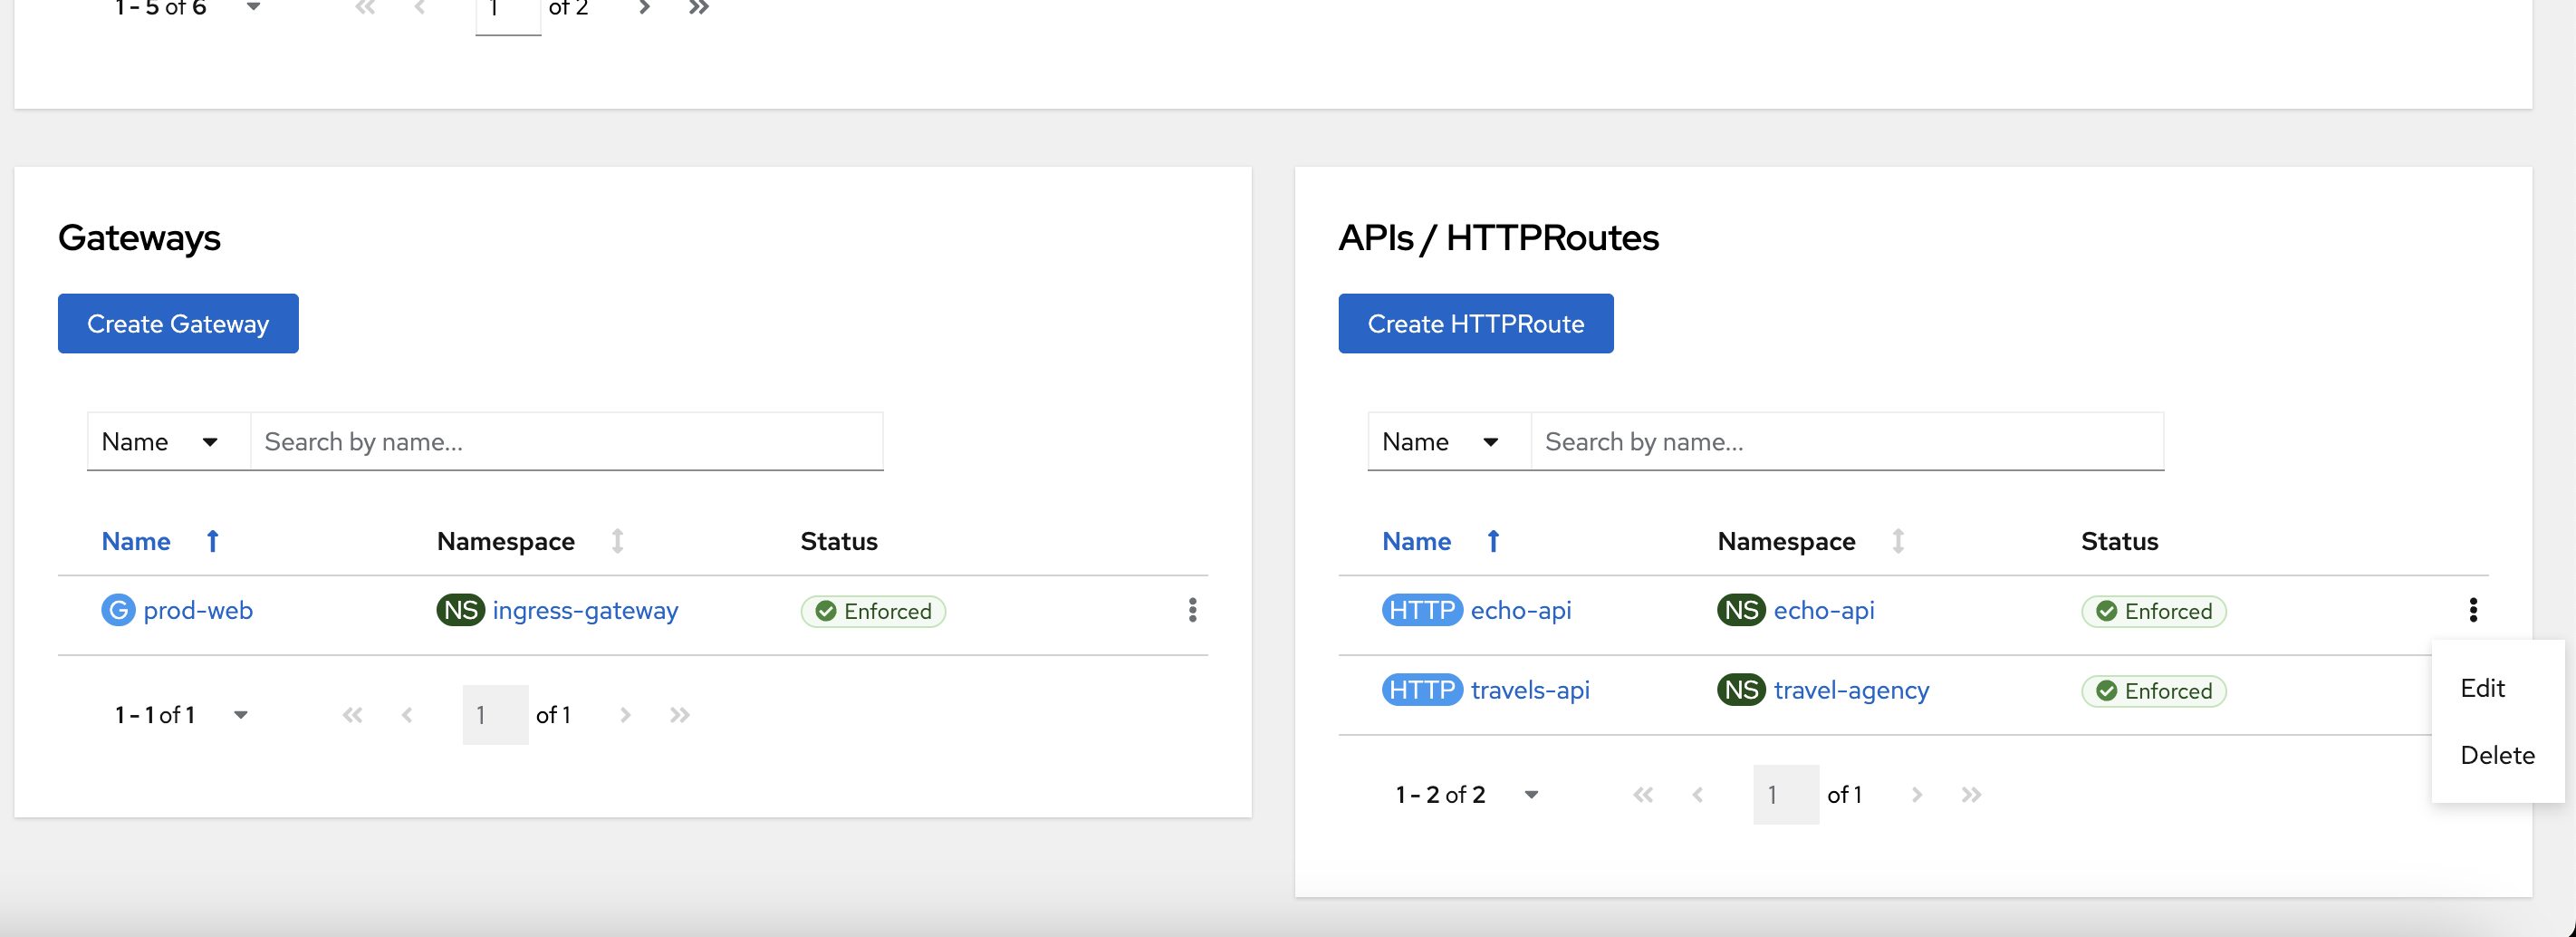 1 - 5 of 6 1 of 2
Gateways
Create Gateway
Name Search by name...
Name Namespace Status
G prod-web NS ingress-gateway Enforced
1 - 1 of 1 1 of 1
APIs / HTTPRoutes
Create HTTPRoute
Name Search by name...
Name Namespace Status
HTTP echo-api NS echo-api Enforced
HTTP travels-api NS travel-agency Enforced
Edit
Delete
1 - 2 of 2 1 of 1